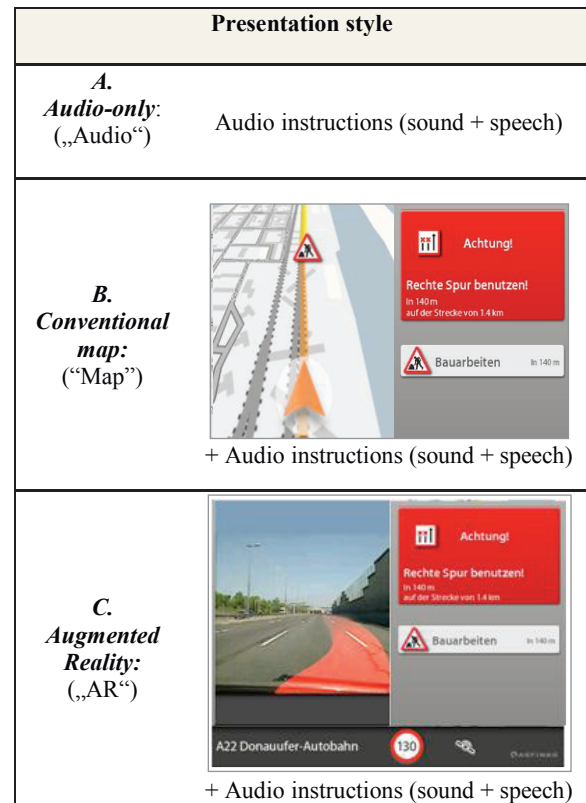 Presentation style
A.
Audio-only:
(„Audio“)
Audio instructions (sound + speech)
B.
Conventional
map:
(“Map”)
Achtung!
Rechte Spur benutzen!
In 140 m
auf der Strecke von 1.4 km
Bauarbeiten
In 140 m
+ Audio instructions (sound + speech)
C.
Augmented
Reality:
(„AR“)
Achtung!
Rechte Spur benutzen!
In 140 m
auf der Strecke von 1.4 km
Bauarbeiten
In 140 m
A22 Donauufer-Autobahn
130
ASFINAG
+ Audio instructions (sound + speech)